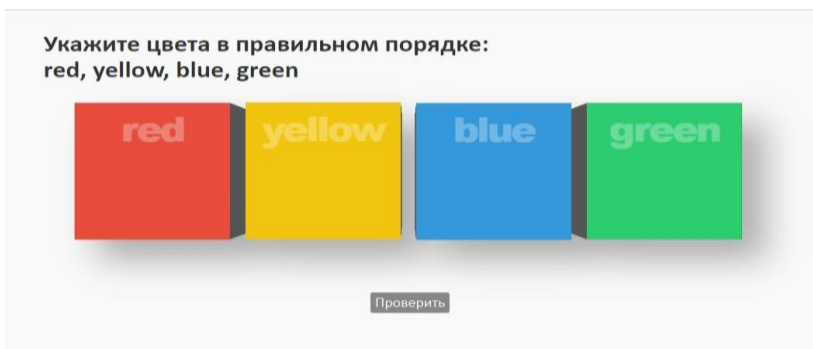 Укажите цвета в правильном порядке:
red, yellow, blue, green
red yellow blue green
Проверить